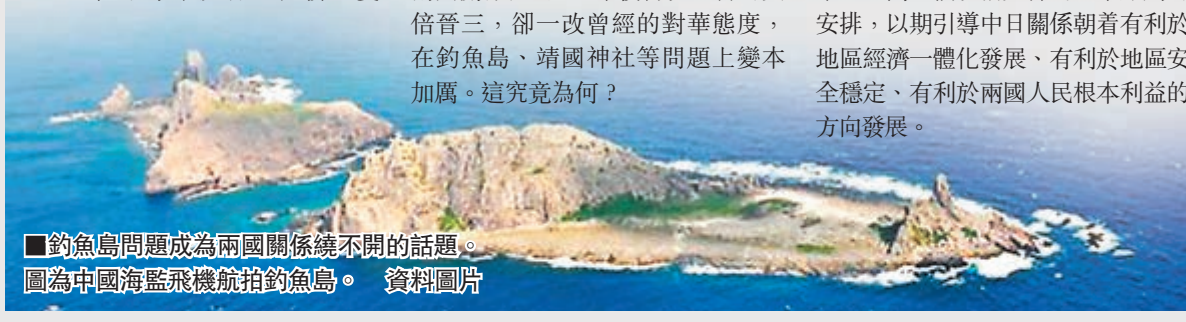 倍晉三，卻一改曾經的對華態度，
在釣魚島、靖國神社等問題上變本
加厲。這究竟為何？
安排，以期引導中日關係朝着有利於
地區經濟一體化發展、有利於地區安
全穩定、有利於兩國人民根本利益的
方向發展。
■釣魚島問題成為兩國關係繞不開的話題。
圖為中國海監飛機航拍釣魚島。 資料圖片